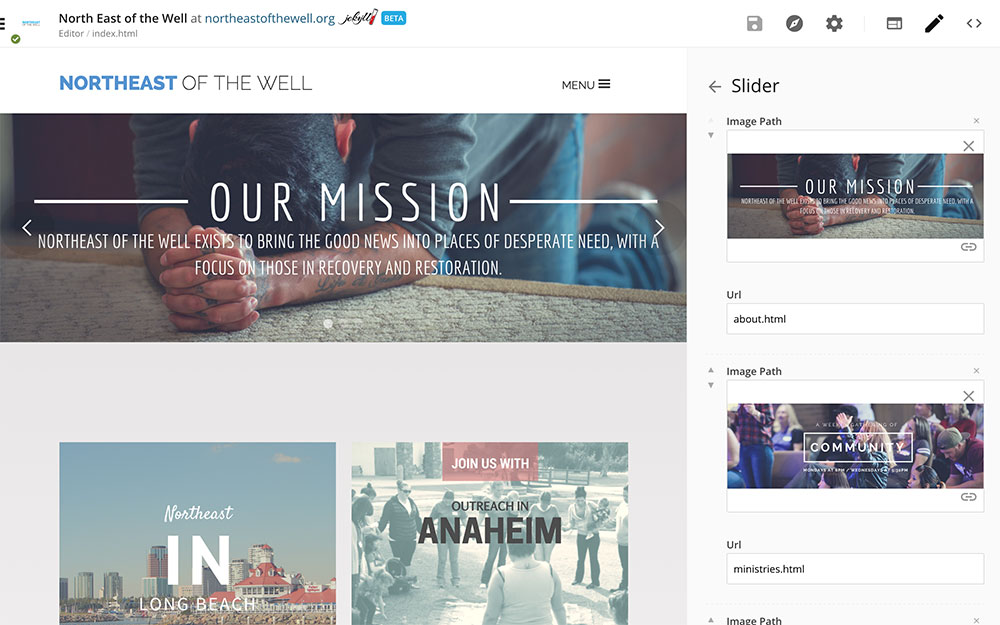 North East of the Well at northeastofthewell.org jekyll BETA
Editor / index.html
NORTHEAST OF THE WELL
MENU
OUR MISSION
NORTHEAST OF THE WELL EXISTS TO BRING THE GOOD NEWS INTO PLACES OF DESPERATE NEED, WITH A
FOCUS ON THOSE IN RECOVERY AND RESTORATION.
Northeast
IN
LONG BEACH
JOIN US WITH
OUTREACH IN
ANAHEIM
Slider
Image Path
OUR MISSION
NORTHEAST OF THE WELL EXISTS TO BRING THE GOOD NEWS INTO PLACES OF DESPERATE NEED, WITH A
FOCUS ON THOSE IN RECOVERY AND RESTORATION.
Url
about.html
Image Path
A WEEKLY GATHERING OF
COMMUNITY
Url
ministries.html
Image Path